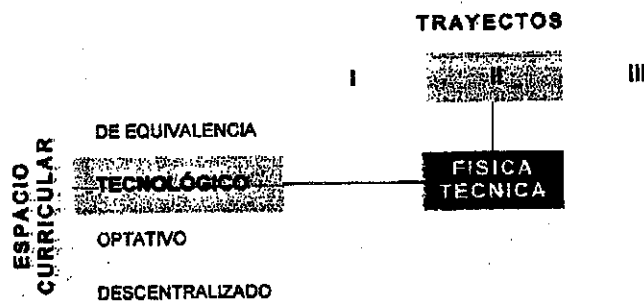 TRAYECTOS
I II III
DE EQUIVALENCIA
TECNOLÓGICO
FISICA
TECNICA
OPTATIVO
DESCENTRALIZADO
ESPACIO
CURRICULAR